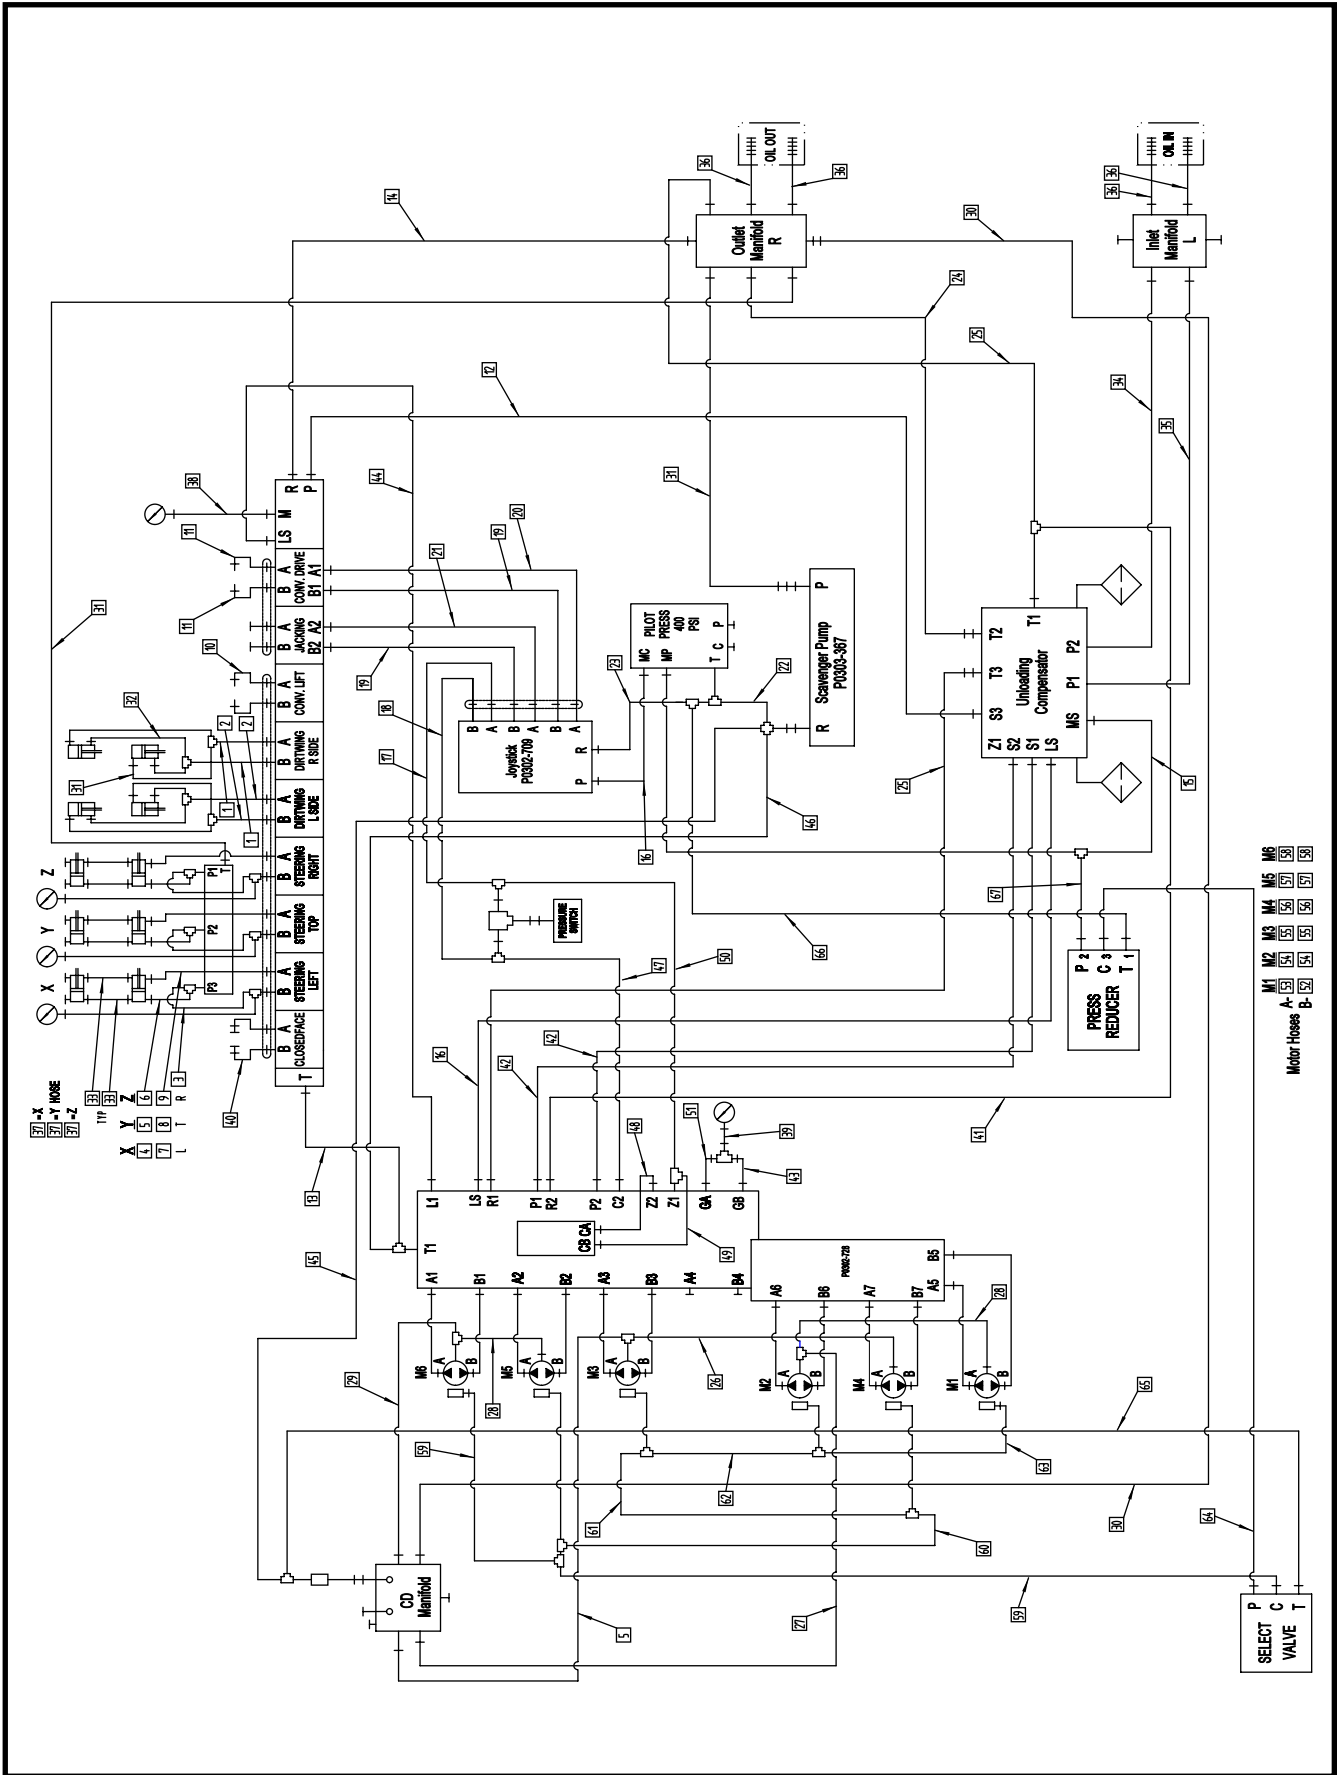 OIL OUT
36
36
Outlet
Manifold
R
OIL IN
36
36
Inlet
Manifold
L
14
30
24
25
12
34
35
31
38
44
11
11
10
32
31
31
2
2
1
1
R
P
M
LS
A
B
CONV. DRIVE
A1
B1
A
B
JACKING
A2
B2
A
B
CONV. LIFT
A
B
DIRTWING
R SIDE
A
B
DIRTWING
L SIDE
A
B
STEERING
RIGHT
A
B
STEERING
TOP
A
B
STEERING
LEFT
A
B
CLOSEDFACE
T
P1
P2
P3
T
X
Y
Z
37 =X
37 =Y HOSE
37 =Z
TYP
33
33
X Y Z
4 5 6
7 8 9
L T R
3
40
13
20
19
21
19
18
17
Joystick
P0302-709
B
A
B
A
B
A
P
R
PILOT
PRESS
400
PSI
MC
MP
T
C
P
23
22
16
46
Scavenger Pump
P0303-367
P
R
Unloading
Compensator
T2
T1
T3
S3
Z1
S2
S1
LS
MS
P1
P2
25
15
67
66
PRESSURE
SWITCH
47
50
16
42
42
41
PRESS
REDUCER
P 2
C 3
T 1
Motor Hoses
M1 M2 M3 M4 M5 M6
A- 53 54 55 56 57 58
B- 52 54 55 56 57 58
51
39
43
48
49
45
T1
L1
LS
R1
P1
R2
P2
C2
Z2
Z1
GA
GB
CB CA
A1
B1
A2
B2
A3
B3
A4
B4
P0302-728
A6
B6
A7
B7
A5
B5
M6
A
B
M5
A
B
M3
A
B
M2
A
B
M4
A
B
M1
A
B
29
28
28
26
59
65
63
62
61
60
30
64
59
27
5
CD
Manifold
SELECT
VALVE
P
C
T